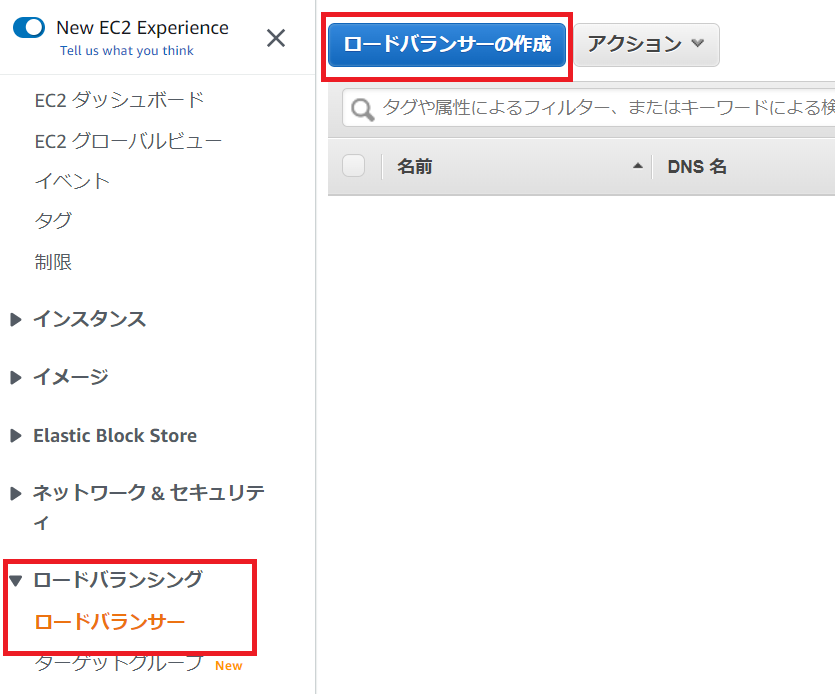 New EC2 Experience
Tell us what you think
EC2 ダッシュボード
EC2 グローバルビュー
イベント
タグ
制限
インスタンス
イメージ
Elastic Block Store
ネットワーク & セキュリテ
ィ
ロードバランシング
ロードバランサー
ターゲットグループ New
ロードバランサーの作成
アクション
タグや属性によるフィルター、またはキーワードによる検
名前
DNS 名